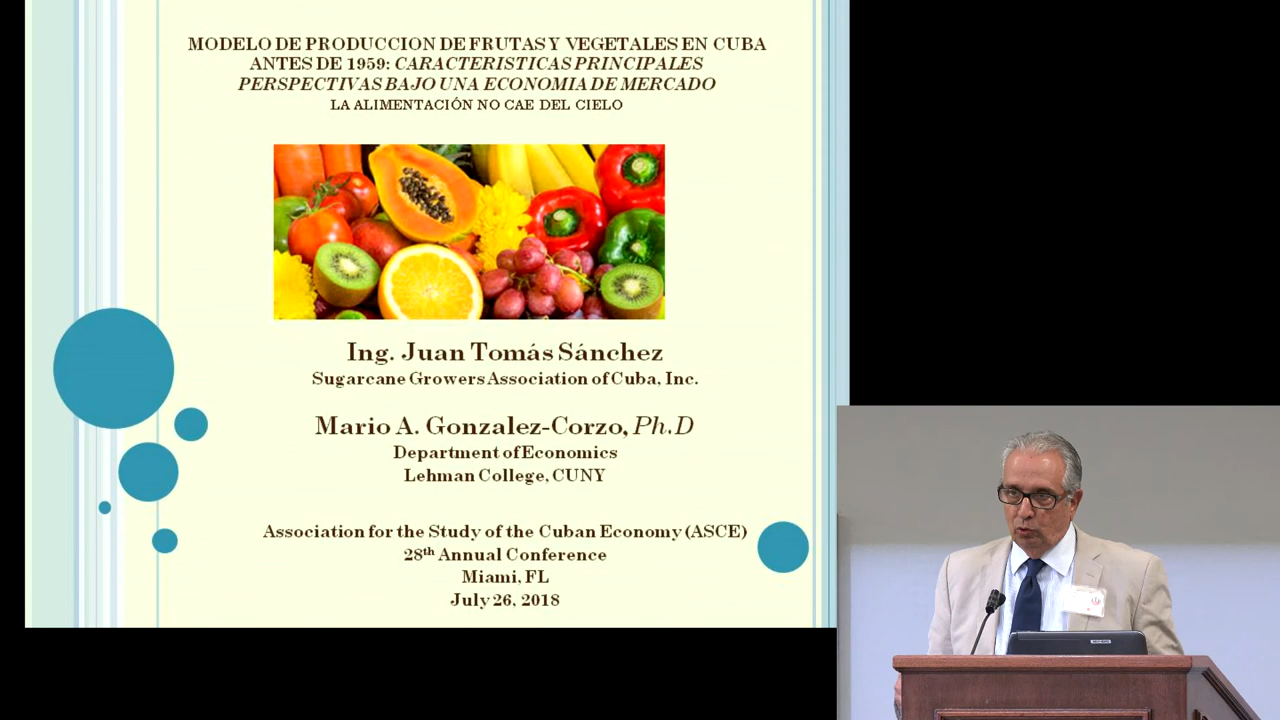 MODELO DE PRODUCCION DE FRUTAS Y VEGETALES EN CUBA
ANTES DE 1959: CARACTERISTICAS PRINCIPALES
PERSPECTIVAS BAJO UNA ECONOMIA DE MERCADO
LA ALIMENTACIÓN NO CAE DEL CIELO
Ing. Juan Tomás Sánchez
Sugarcane Growers Association of Cuba, Inc.
Mario A. Gonzalez-Corzo, Ph.D
Department of Economics
Lehman College, CUNY
Association for the Study of the Cuban Economy (ASCE)
28th Annual Conference
Miami, FL
July 26, 2018